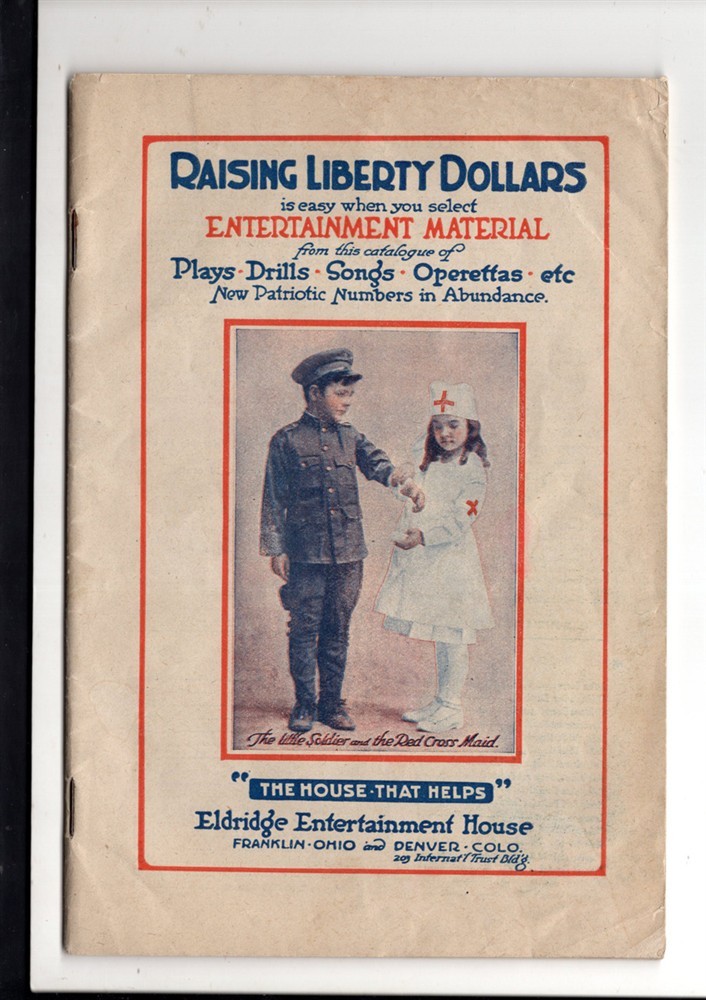 RAISING LIBERTY DOLLARS
is easy when you select
ENTERTAINMENT MATERIAL
from this catalogue of
Plays · Drills · Songs · Operettas · etc
New Patriotic Numbers in Abundance.
The little Soldier and the Red Cross Maid.
"THE HOUSE·THAT HELPS"
Eldridge Entertainment House
FRANKLIN·OHIO and DENVER·COLO.
209 Internat'l Trust Bld'g.